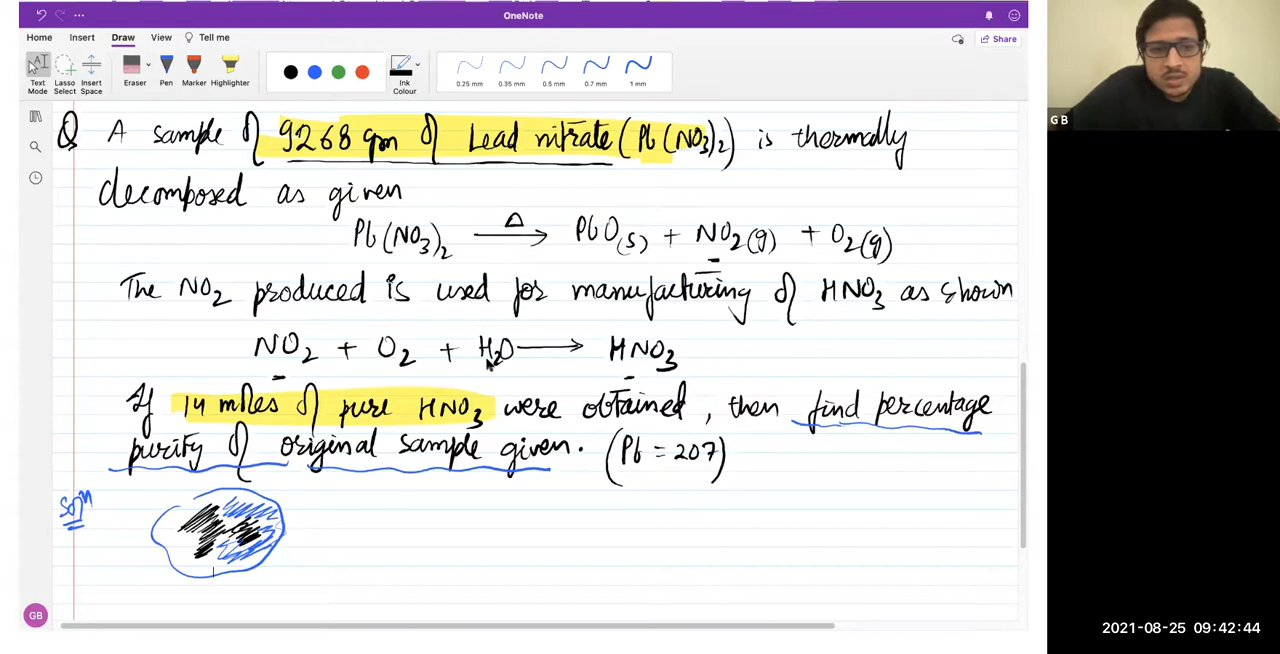 OneNote
Home Insert Draw View Tell me
Share
Text Mode
Lasso Select
Insert Space
Eraser
Pen
Marker
Highlighter
Ink Colour
0.25 mm 0.35 mm 0.5 mm 0.7 mm 1 mm
Q A sample of 9268 gm of Lead nitrate (Pb(NO3)2) is thermally
decomposed as given
Pb(NO3)2 —Δ→ PbO(s) + NO2(g) + O2(g)
The NO2 produced is used for manufacturing of HNO3 as shown
NO2 + O2 + H2O → HNO3
If 14 moles of pure HNO3 were obtained, then find percentage
purity of original sample given. (Pb = 207)
Solⁿ
GB
GB
2021-08-25 09:42:44